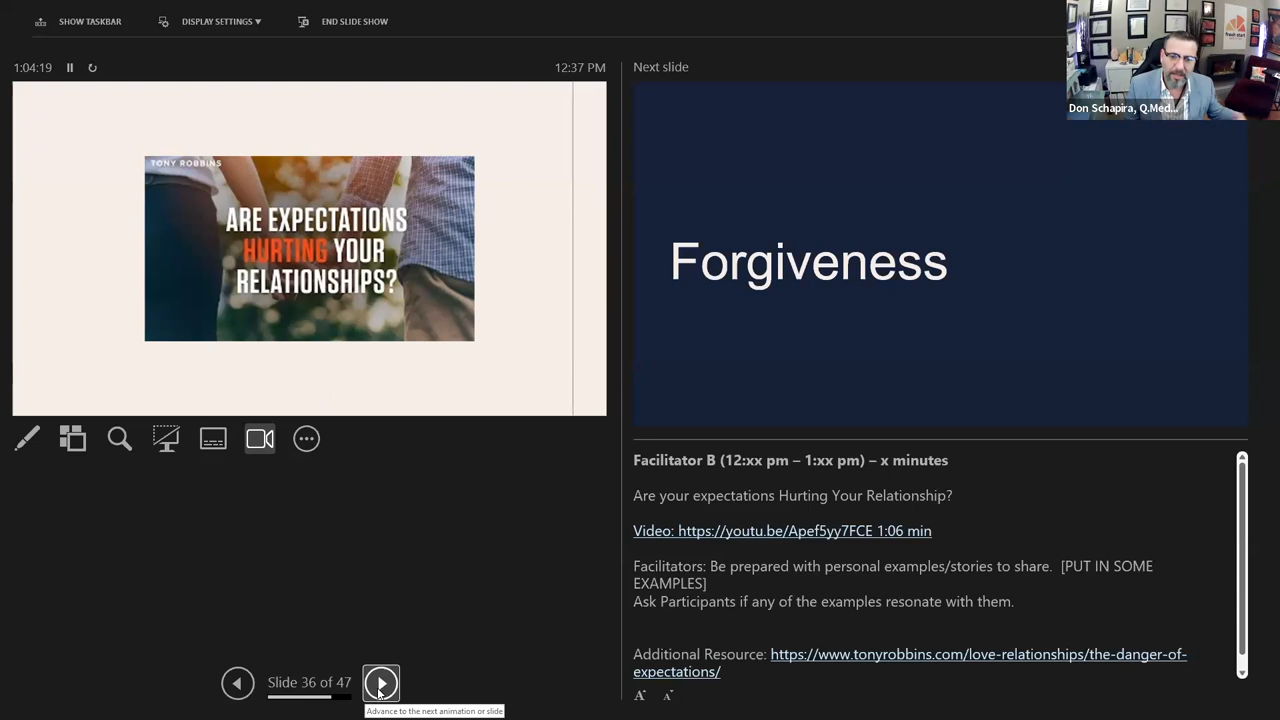 SHOW TASKBAR
DISPLAY SETTINGS ▼
END SLIDE SHOW
1:04:19
12:37 PM
TONY ROBBINS
ARE EXPECTATIONS
HURTING YOUR
RELATIONSHIPS?
Slide 36 of 47
Advance to the next animation or slide
Next slide
fresh start
Don Schapira, Q.Med...
Forgiveness
Facilitator B (12:xx pm – 1:xx pm) – x minutes
Are your expectations Hurting Your Relationship?
Video: https://youtu.be/Apef5yy7FCE 1:06 min
Facilitators: Be prepared with personal examples/stories to share.  [PUT IN SOME
EXAMPLES]
Ask Participants if any of the examples resonate with them.
Additional Resource: https://www.tonyrobbins.com/love-relationships/the-danger-of-
expectations/
A A